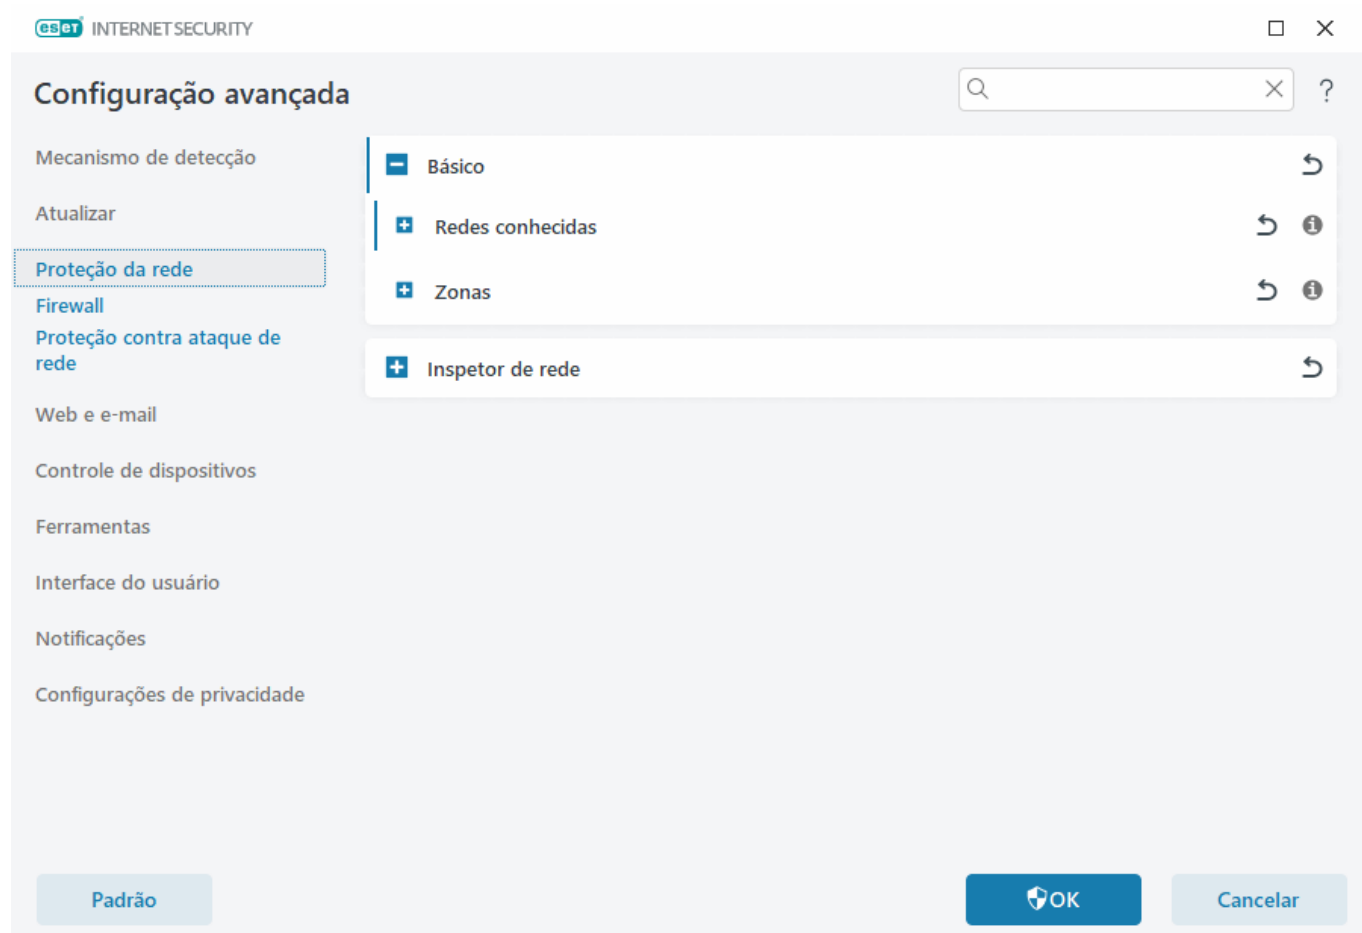 eset INTERNET SECURITY
Configuração avançada
?
Mecanismo de detecção
Atualizar
Proteção da rede
Firewall
Proteção contra ataque de
rede
Web e e-mail
Controle de dispositivos
Ferramentas
Interface do usuário
Notificações
Configurações de privacidade
Básico
Redes conhecidas
Zonas
Inspetor de rede
Padrão
OK
Cancelar